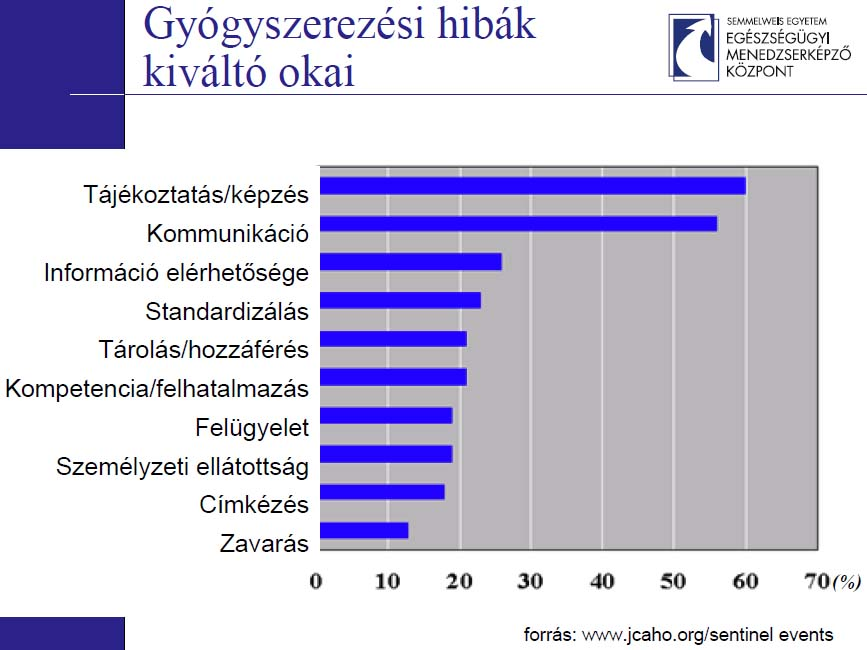 Gyógyszerezési hibák
kiváltó okai
SEMMELWEIS EGYETEM
EGÉSZSÉGÜGYI
MENEDZSERKÉPZŐ
KÖZPONT
Tájékoztatás/képzés
Kommunikáció
Információ elérhetősége
Standardizálás
Tárolás/hozzáférés
Kompetencia/felhatalmazás
Felügyelet
Személyzeti ellátottság
Címkézés
Zavarás
0 10 20 30 40 50 60 70 (%)
forrás: www.jcaho.org/sentinel events